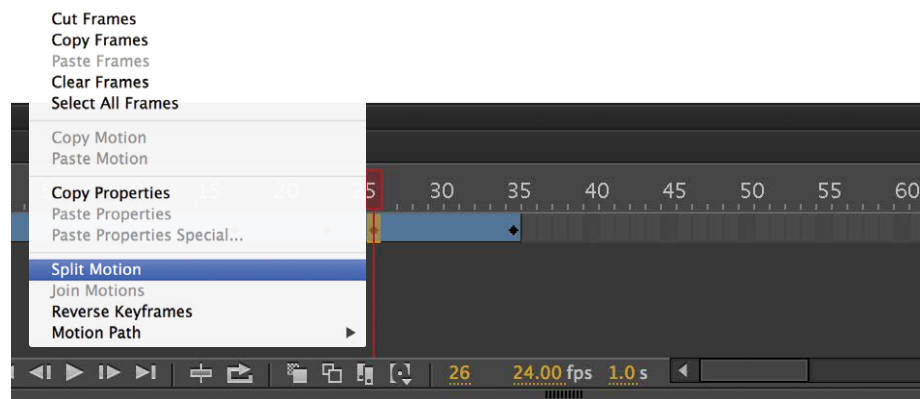 Cut Frames
Copy Frames
Paste Frames
Clear Frames
Select All Frames
Copy Motion
Paste Motion
Copy Properties
Paste Properties
Paste Properties Special...
Split Motion
Join Motions
Reverse Keyframes
Motion Path
15 20 25 30 35 40 45 50 55 60
26 24.00 fps 1.0 s